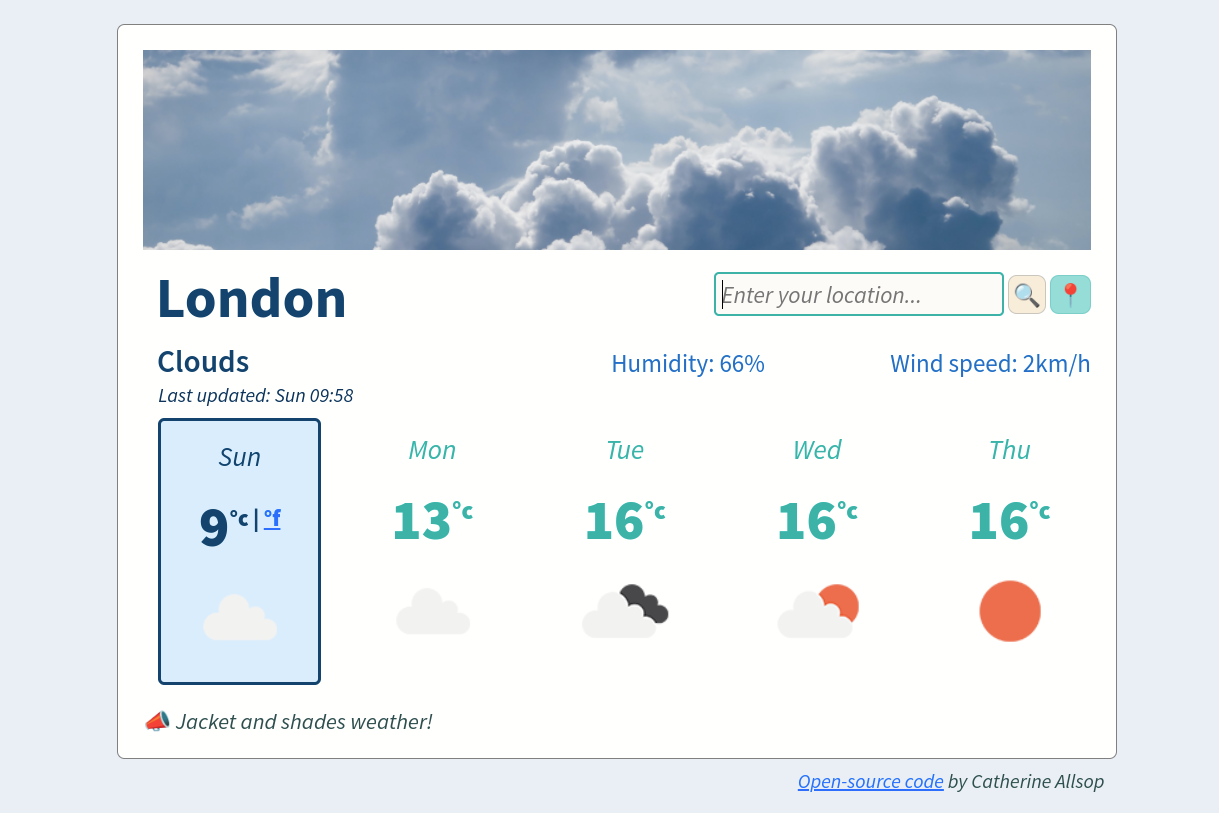 London
Enter your location...
Clouds
Humidity: 66%
Wind speed: 2km/h
Last updated: Sun 09:58
Sun
Mon
Tue
Wed
Thu
9°c | °f
13°c
16°c
16°c
16°c
Jacket and shades weather!
Open-source code by Catherine Allsop